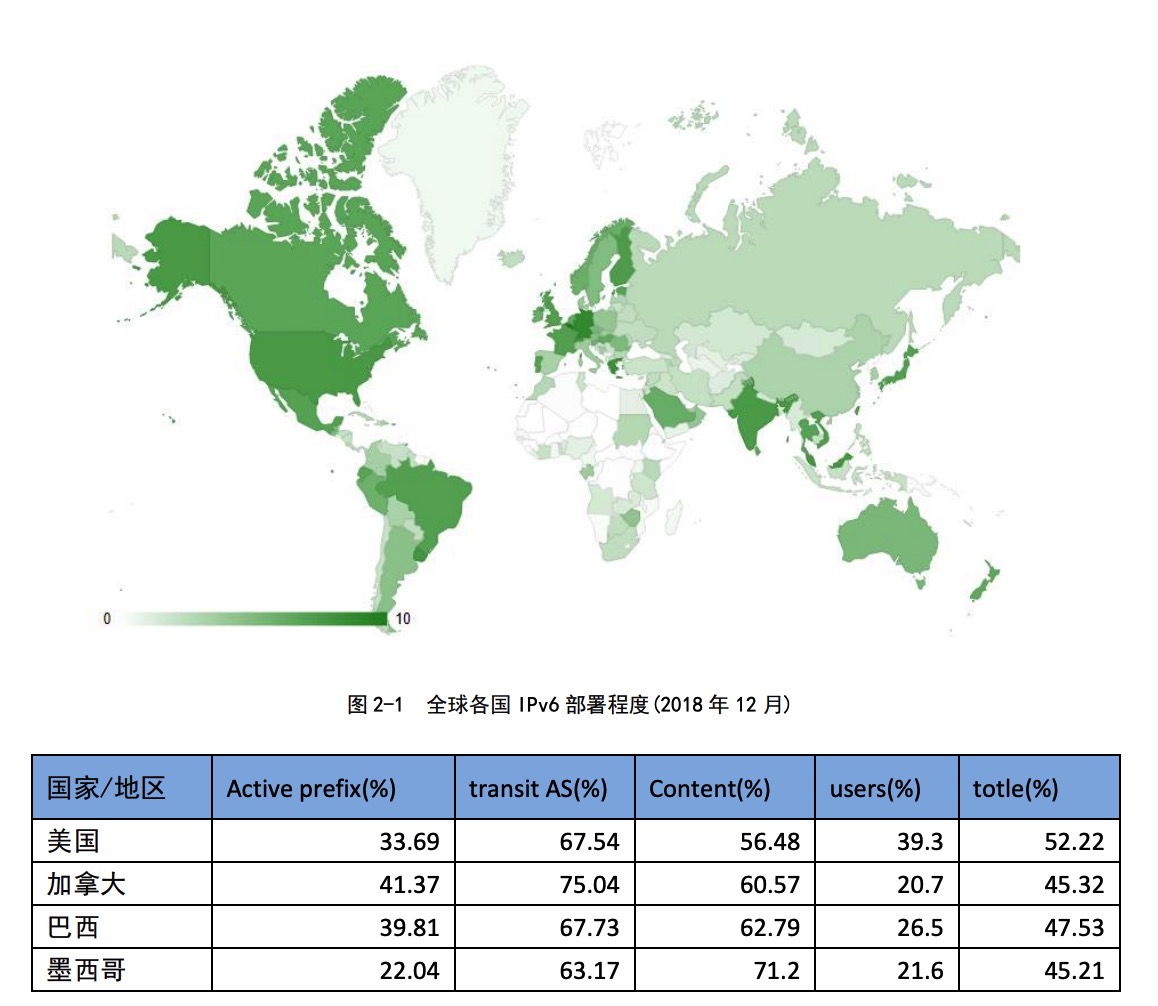 0 10
图 2-1 全球各国 IPv6 部署程度(2018 年 12 月)
国家/地区 Active prefix(%) transit AS(%) Content(%) users(%) totle(%)
美国 33.69 67.54 56.48 39.3 52.22
加拿大 41.37 75.04 60.57 20.7 45.32
巴西 39.81 67.73 62.79 26.5 47.53
墨西哥 22.04 63.17 71.2 21.6 45.21